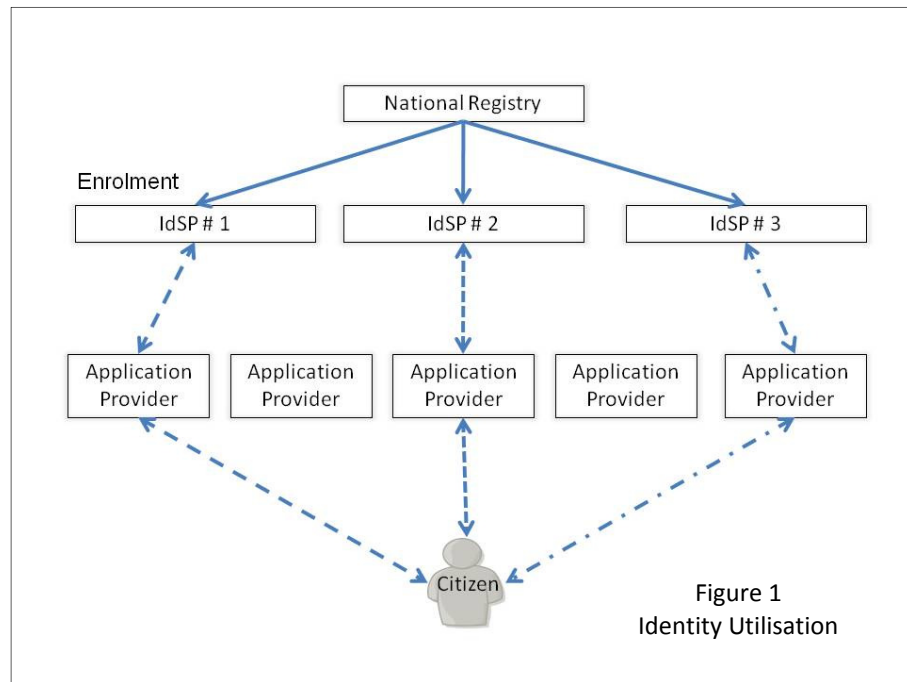 National Registry
Enrolment
IdSP # 1
IdSP # 2
IdSP # 3
Application
Provider
Application
Provider
Application
Provider
Application
Provider
Application
Provider
Citizen
Figure 1
Identity Utilisation